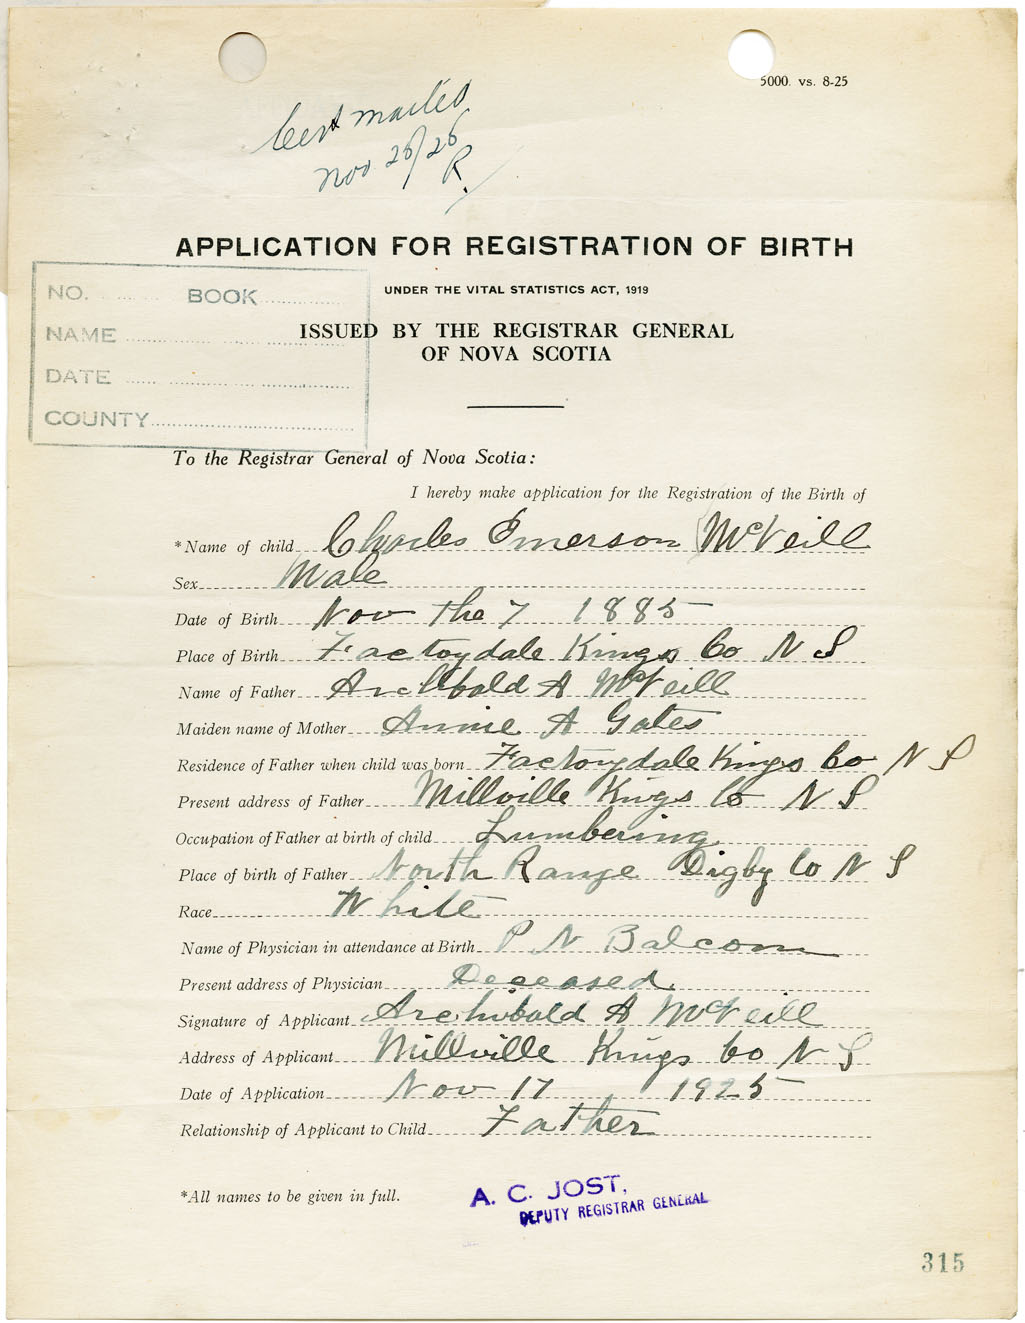 5000. vs. 8-25
Cert mailed
Nov 28/26
R.
APPLICATION FOR REGISTRATION OF BIRTH
UNDER THE VITAL STATISTICS ACT, 1919
ISSUED BY THE REGISTRAR GENERAL
OF NOVA SCOTIA
NO. BOOK
NAME
DATE
COUNTY
To the Registrar General of Nova Scotia:
I hereby make application for the Registration of the Birth of
*Name of child Charles Emerson McNeill
Sex Male
Date of Birth Nov the 7 1885
Place of Birth Factorydale Kings Co N S
Name of Father Archibald A McNeill
Maiden name of Mother Annie A Gates
Residence of Father when child was born Factorydale Kings Co N S
Present address of Father Millville Kings Co N S
Occupation of Father at birth of child Lumbering
Place of birth of Father North Range Digby Co N S
Race White
Name of Physician in attendance at Birth P N Balcom
Present address of Physician Deceased
Signature of Applicant Archibald A McNeill
Address of Applicant Millville Kings Co N S
Date of Application Nov 17 1925
Relationship of Applicant to Child Father
*All names to be given in full.
A. C. JOST,
DEPUTY REGISTRAR GENERAL
315